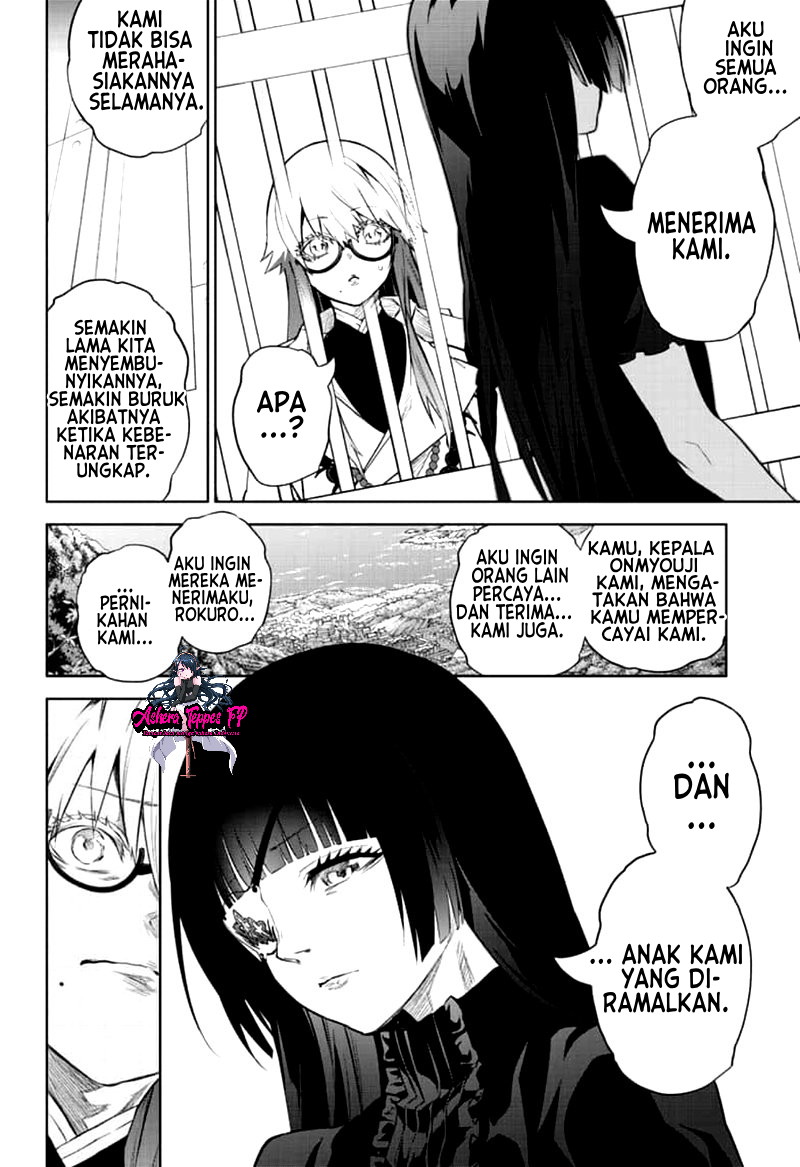 AKU
INGIN
SEMUA
ORANG...
MENERIMA
KAMI.
APA
...?
KAMI
TIDAK BISA
MERAHA-
SIAKANNYA
SELAMANYA.
SEMAKIN
LAMA KITA
MENYEMBU-
NYIKANNYA,
SEMAKIN BURUK
AKIBATNYA
KETIKA KEBE-
NARAN TER-
UNGKAP.
KAMU, KEPALA
ONMYOUJI
KAMI, MENGA-
TAKAN BAHWA
KAMU MEMPER-
CAYAI KAMI.
AKU INGIN
ORANG LAIN
PERCAYA...
DAN TERIMA...
KAMI JUGA.
AKU INGIN
MEREKA ME-
NERIMAKU,
ROKURO...
...
PERNI-
KAHAN
KAMI...
Ashera Teppes FP
...
DAN
...
... ANAK KAMI
YANG DI-
RAMALKAN.